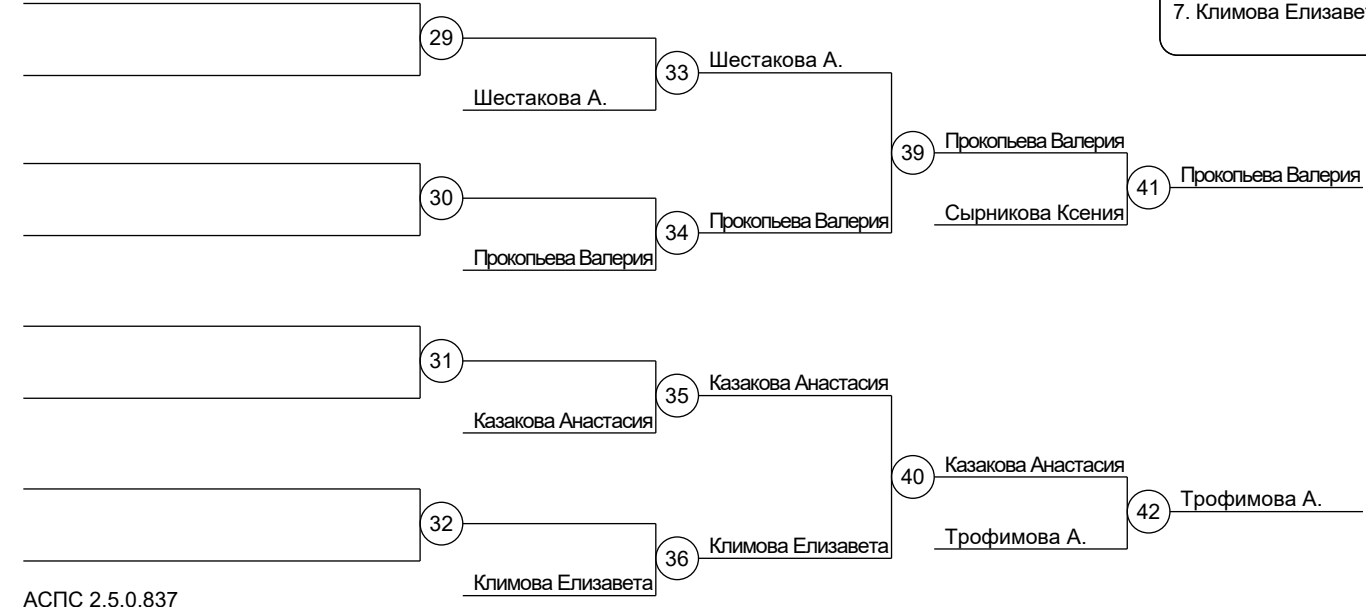 7. Климова Елизаве
29
33
Шестакова А.
Шестакова А.
39
Прокопьева Валерия
41
Прокопьева Валерия
30
34
Прокопьева Валерия
Сырникова Ксения
Прокопьева Валерия
31
35
Казакова Анастасия
Казакова Анастасия
40
Казакова Анастасия
42
Трофимова А.
32
36
Климова Елизавета
Трофимова А.
Климова Елизавета
АСПС 2.5.0.837